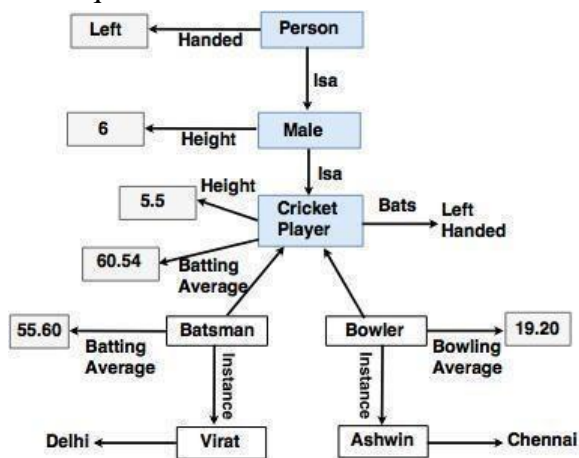 Left
Handed
Person
Isa
6
Height
Male
Isa
5.5
Height
Cricket
Player
Bats
Left
Handed
60.54
Batting
Average
55.60
Batting
Average
Batsman
Bowler
Bowling
Average
19.20
Instance
Instance
Delhi
Virat
Ashwin
Chennai